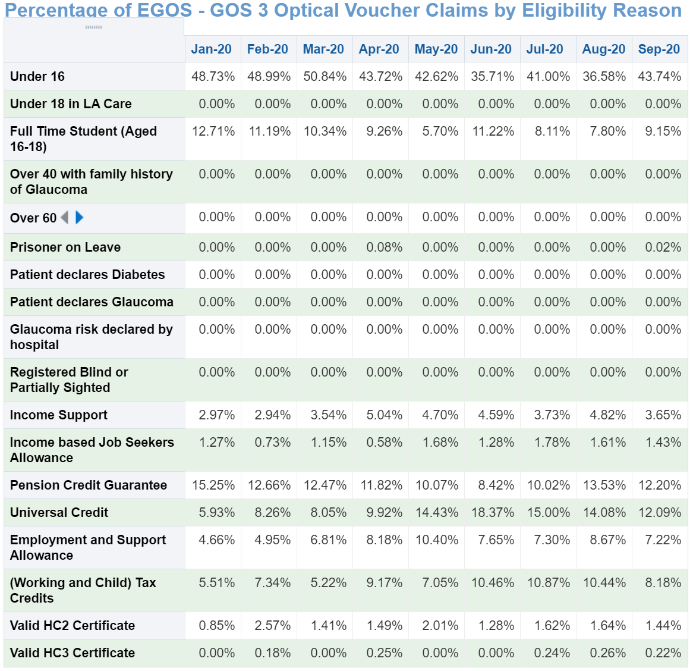 Percentage of EGOS - GOS 3 Optical Voucher Claims by Eligibility Reason
Jan-20 Feb-20 Mar-20 Apr-20 May-20 Jun-20 Jul-20 Aug-20 Sep-20
Under 16 48.73% 48.99% 50.84% 43.72% 42.62% 35.71% 41.00% 36.58% 43.74%
Under 18 in LA Care 0.00% 0.00% 0.00% 0.00% 0.00% 0.00% 0.00% 0.00% 0.00%
Full Time Student (Aged 12.71% 11.19% 10.34% 9.26% 5.70% 11.22% 8.11% 7.80% 9.15%
16-18)
Over 40 with family history 0.00% 0.00% 0.00% 0.00% 0.00% 0.00% 0.00% 0.00% 0.00%
of Glaucoma
Over 60 0.00% 0.00% 0.00% 0.00% 0.00% 0.00% 0.00% 0.00% 0.00%
Prisoner on Leave 0.00% 0.00% 0.00% 0.08% 0.00% 0.00% 0.00% 0.00% 0.02%
Patient declares Diabetes 0.00% 0.00% 0.00% 0.00% 0.00% 0.00% 0.00% 0.00% 0.00%
Patient declares Glaucoma 0.00% 0.00% 0.00% 0.00% 0.00% 0.00% 0.00% 0.00% 0.00%
Glaucoma risk declared by 0.00% 0.00% 0.00% 0.00% 0.00% 0.00% 0.00% 0.00% 0.00%
hospital
Registered Blind or 0.00% 0.00% 0.00% 0.00% 0.00% 0.00% 0.00% 0.00% 0.00%
Partially Sighted
Income Support 2.97% 2.94% 3.54% 5.04% 4.70% 4.59% 3.73% 4.82% 3.65%
Income based Job Seekers 1.27% 0.73% 1.15% 0.58% 1.68% 1.28% 1.78% 1.61% 1.43%
Allowance
Pension Credit Guarantee 15.25% 12.66% 12.47% 11.82% 10.07% 8.42% 10.02% 13.53% 12.20%
Universal Credit 5.93% 8.26% 8.05% 9.92% 14.43% 18.37% 15.00% 14.08% 12.09%
Employment and Support 4.66% 4.95% 6.81% 8.18% 10.40% 7.65% 7.30% 8.67% 7.22%
Allowance
(Working and Child) Tax 5.51% 7.34% 5.22% 9.17% 7.05% 10.46% 10.87% 10.44% 8.18%
Credits
Valid HC2 Certificate 0.85% 2.57% 1.41% 1.49% 2.01% 1.28% 1.62% 1.64% 1.44%
Valid HC3 Certificate 0.00% 0.18% 0.00% 0.25% 0.00% 0.00% 0.24% 0.26% 0.22%